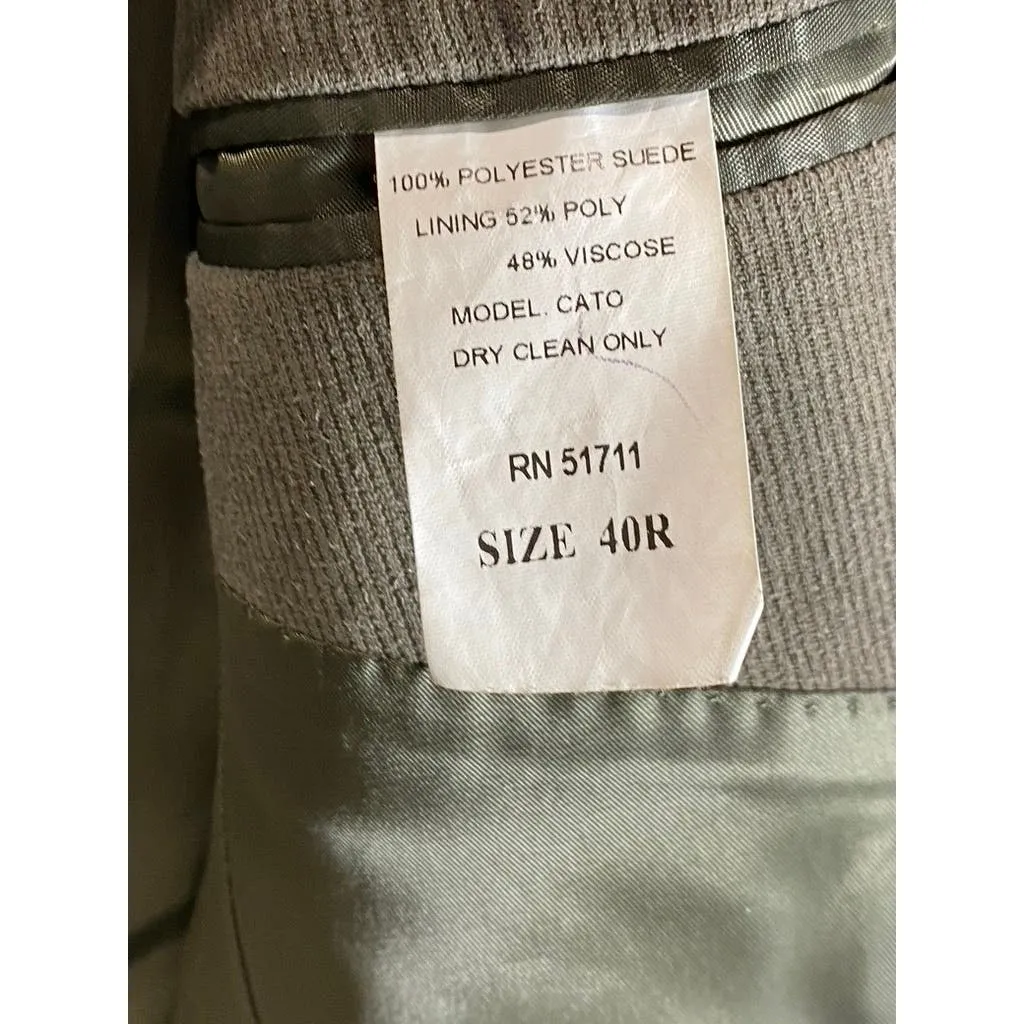 100% POLYESTER SUEDE
LINING 52% POLY
48% VISCOSE
MODEL. CATO
DRY CLEAN ONLY
RN 51711
SIZE 40R